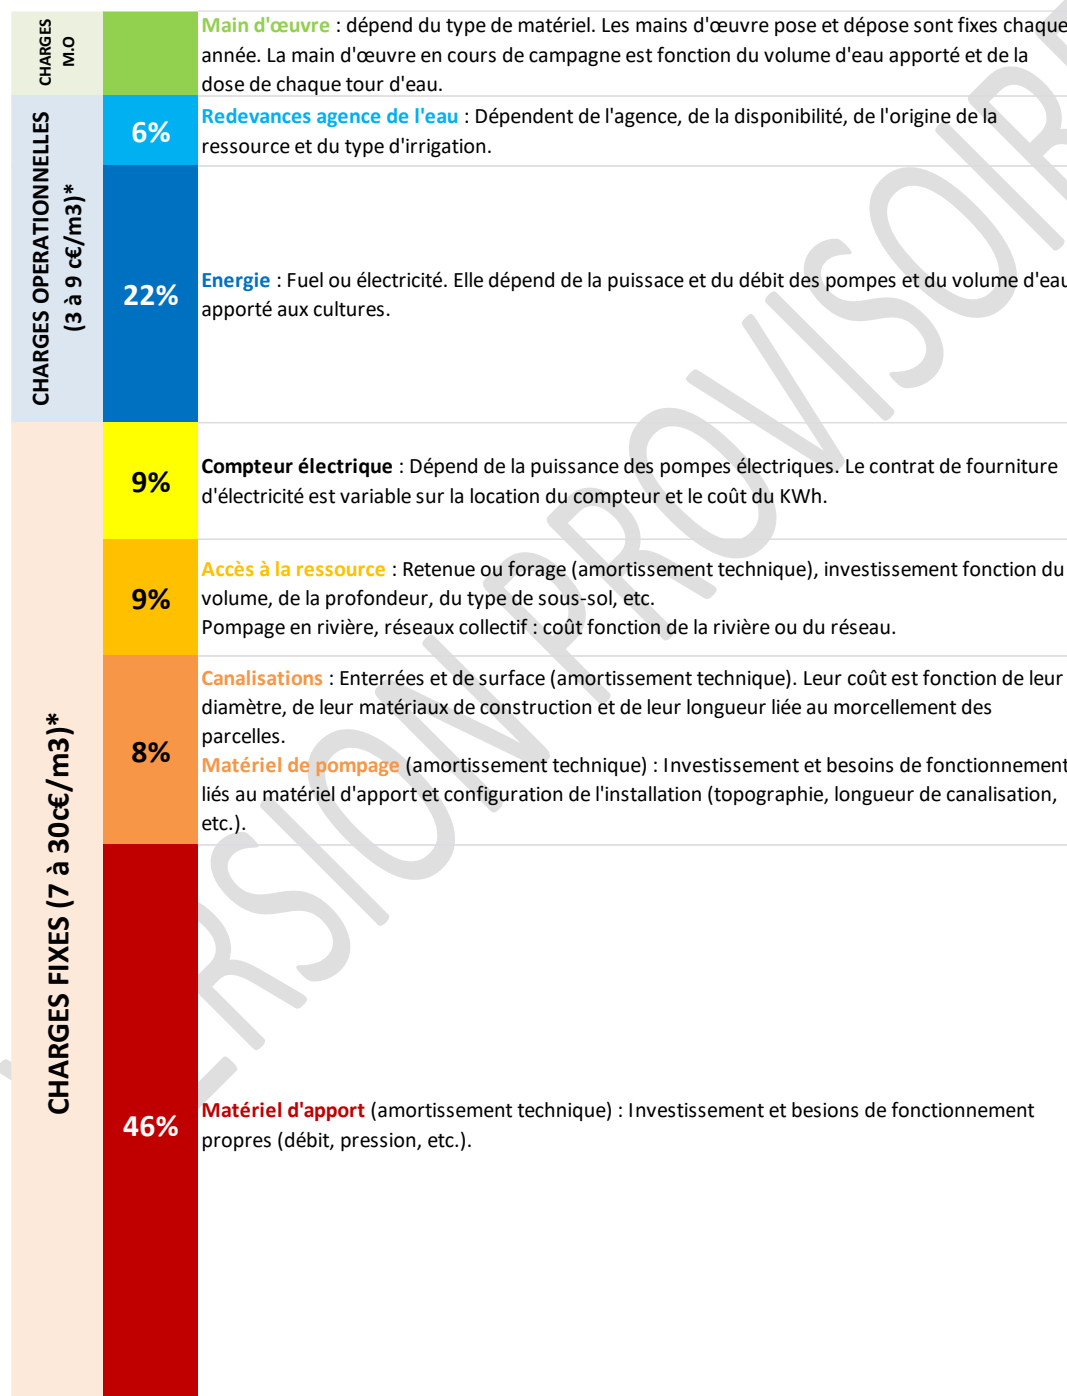 CHARGES
M.O
Main d'œuvre : dépend du type de matériel. Les mains d'œuvre pose et dépose sont fixes chaque
année. La main d'œuvre en cours de campagne est fonction du volume d'eau apporté et de la
dose de chaque tour d'eau.
CHARGES OPERATIONNELLES
(3 à 9 c€/m3)*
6%
Redevances agence de l'eau : Dépendent de l'agence, de la disponibilité, de l'origine de la
ressource et du type d'irrigation.
22%
Energie : Fuel ou électricité. Elle dépend de la puissace et du débit des pompes et du volume d'eau
apporté aux cultures.
CHARGES FIXES (7 à 30c€/m3)*
9%
Compteur électrique : Dépend de la puissance des pompes électriques. Le contrat de fourniture
d'électricité est variable sur la location du compteur et le coût du KWh.
9%
Accès à la ressource : Retenue ou forage (amortissement technique), investissement fonction du
volume, de la profondeur, du type de sous-sol, etc.
Pompage en rivière, réseaux collectif : coût fonction de la rivière ou du réseau.
8%
Canalisations : Enterrées et de surface (amortissement technique). Leur coût est fonction de leur
diamètre, de leur matériaux de construction et de leur longueur liée au morcellement des
parcelles.
Matériel de pompage (amortissement technique) : Investissement et besoins de fonctionnement
liés au matériel d'apport et configuration de l'installation (topographie, longueur de canalisation,
etc.).
46%
Matériel d'apport (amortissement technique) : Investissement et besions de fonctionnement
propres (débit, pression, etc.).
VERSION PROVISOIRE